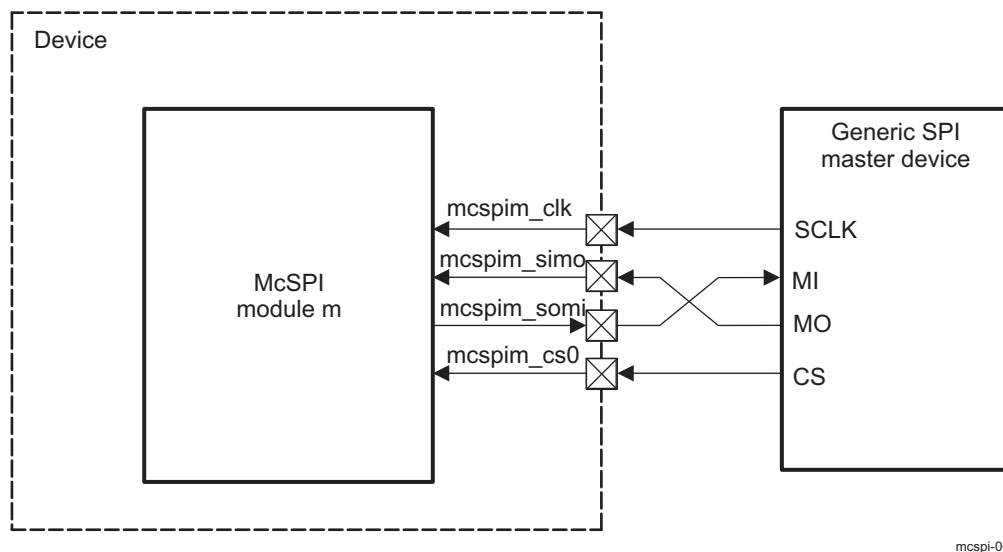 Device
Generic SPI
master device
mcspim_clk
SCLK
mcspim_simo
MI
McSPI
module m
mcspim_somi
MO
mcspim_cs0
CS